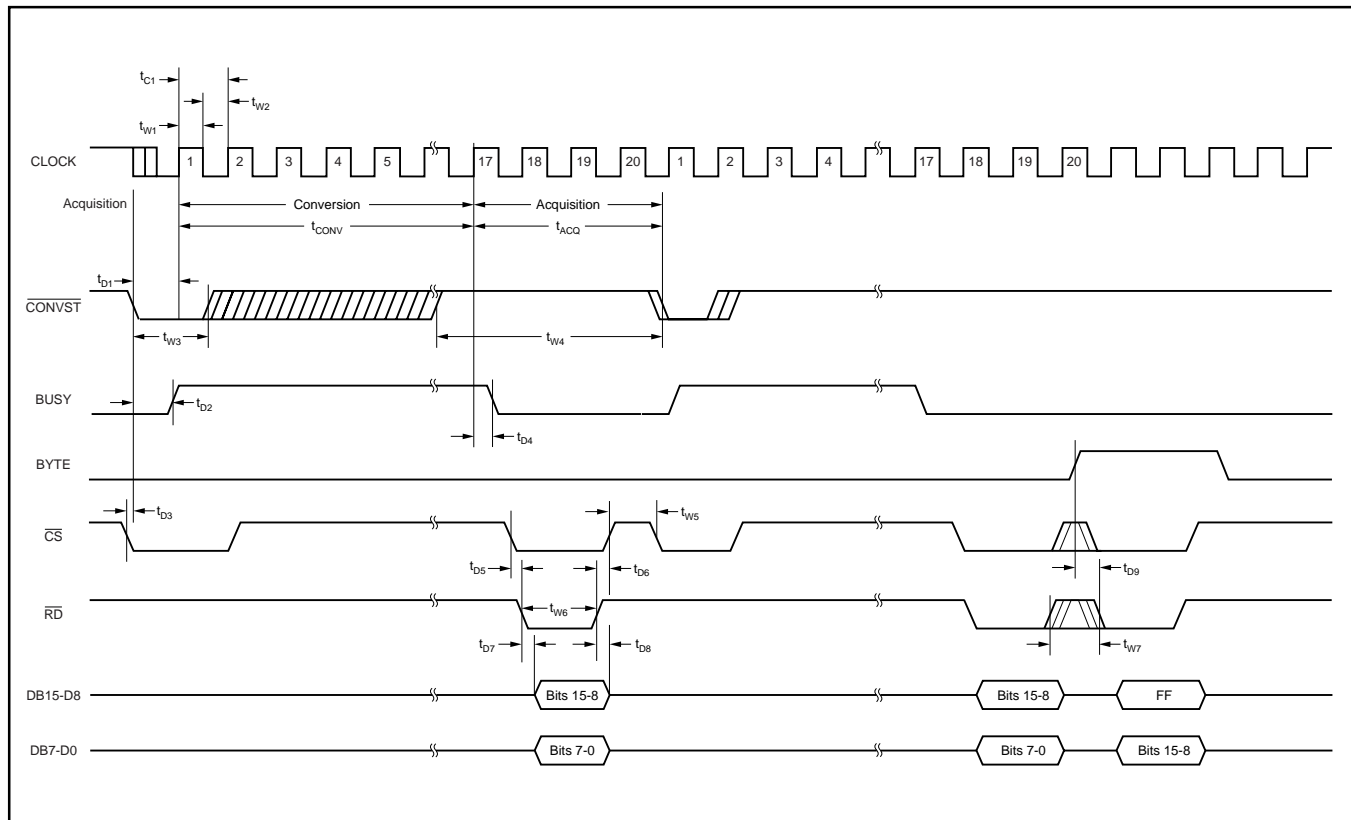 tC1
tW2
tW1
CLOCK 1 2 3 4 5 17 18 19 20 1 2 3 4 17 18 19 20
Acquisition Conversion Acquisition
tCONV tACQ
tD1
CONVST
tW3 tW4
BUSY
tD2
tD4
BYTE
tD3 tW5
CS
tD5 tD6 tD9
RD
tW6
tD7 tD8 tW7
DB15-D8 Bits 15-8 Bits 15-8 FF
DB7-D0 Bits 7-0 Bits 7-0 Bits 15-8